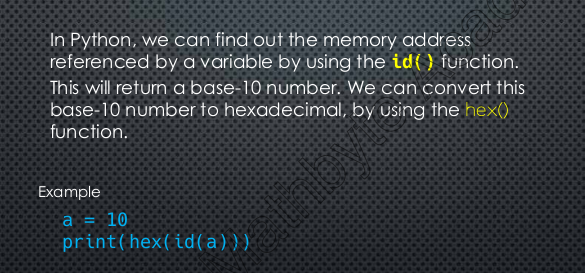 In Python, we can find out the memory address
referenced by a variable by using the id() function.
This will return a base-10 number. We can convert this
base-10 number to hexadecimal, by using the hex()
function.
Example
a = 10
print(hex(id(a)))